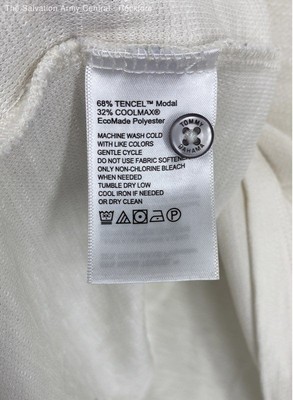 The Salvation Army Central - Rockford
68% TENCEL™ Modal
32% COOLMAX®
EcoMade Polyester
MACHINE WASH COLD
WITH LIKE COLORS
GENTLE CYCLE
DO NOT USE FABRIC SOFTENE
ONLY NON-CHLORINE BLEACH
WHEN NEEDED
TUMBLE DRY LOW
COOL IRON IF NEEDED
OR DRY CLEAN
TOMMY
BAHAMA
P